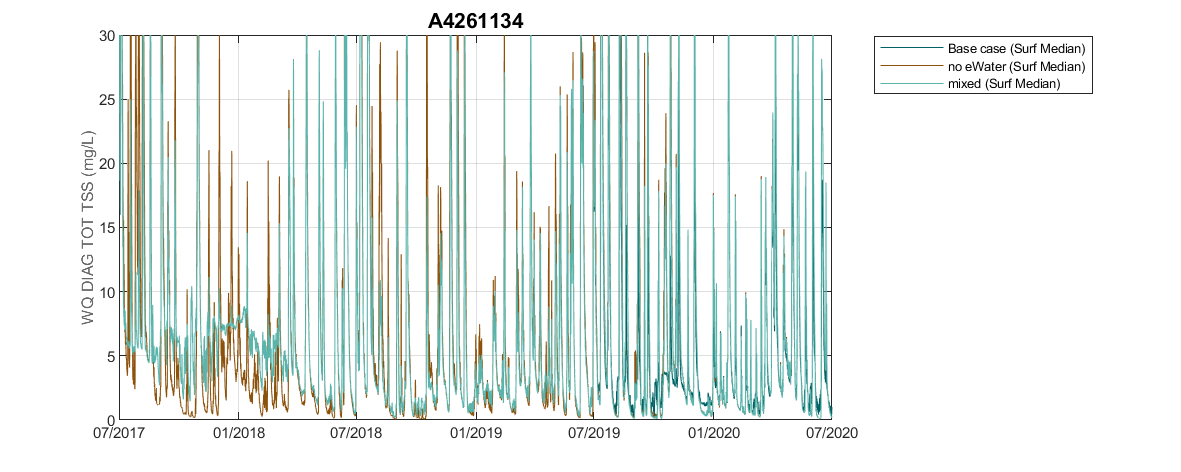 A4261134
Base case (Surf Median)
no eWater (Surf Median)
mixed (Surf Median)
WQ DIAG TOT TSS (mg/L)
30
25
20
15
10
5
0
07/2017 01/2018 07/2018 01/2019 07/2019 01/2020 07/2020